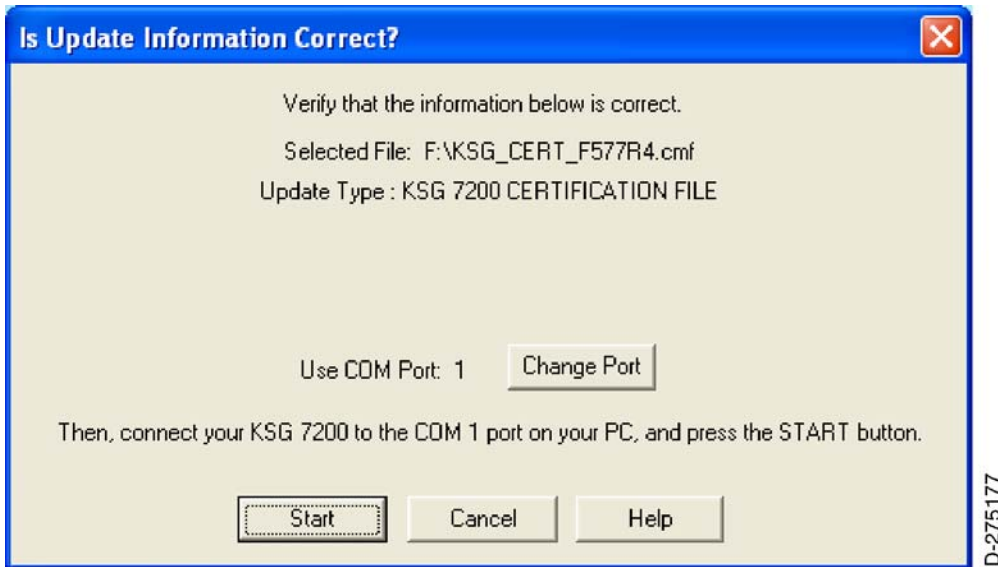 Is Update Information Correct?
Verify that the information below is correct.
Selected File: F:\KSG_CERT_F577R4.cmf
Update Type : KSG 7200 CERTIFICATION FILE
Use COM Port: 1 Change Port
Then, connect your KSG 7200 to the COM 1 port on your PC, and press the START button.
Start Cancel Help
D-275177